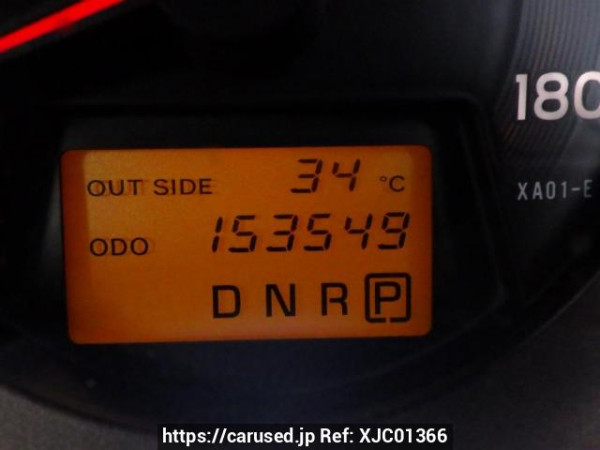 180
OUT SIDE 34 °C
XA01-E
ODO 153549
D N R P
https://carused.jp Ref: XJC01366